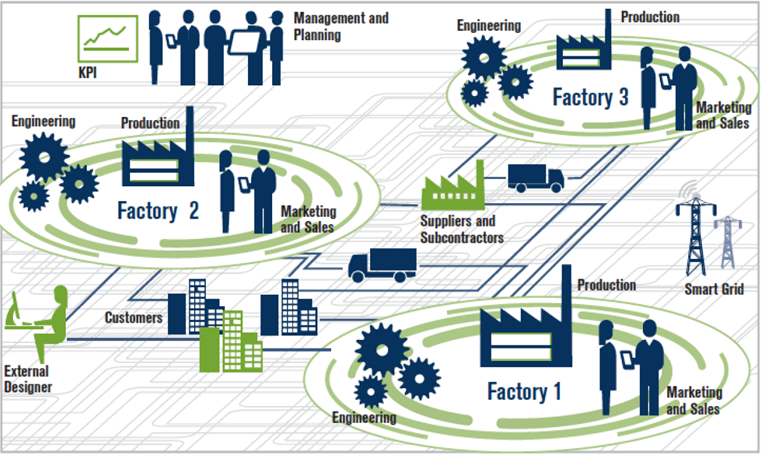 Management and
Planning
KPI
Engineering
Production
Factory 3
Marketing
and Sales
Engineering
Production
Factory 2
Marketing
and Sales
Suppliers and
Subcontractors
Smart Grid
Customers
External
Designer
Production
Factory 1
Engineering
Marketing
and Sales